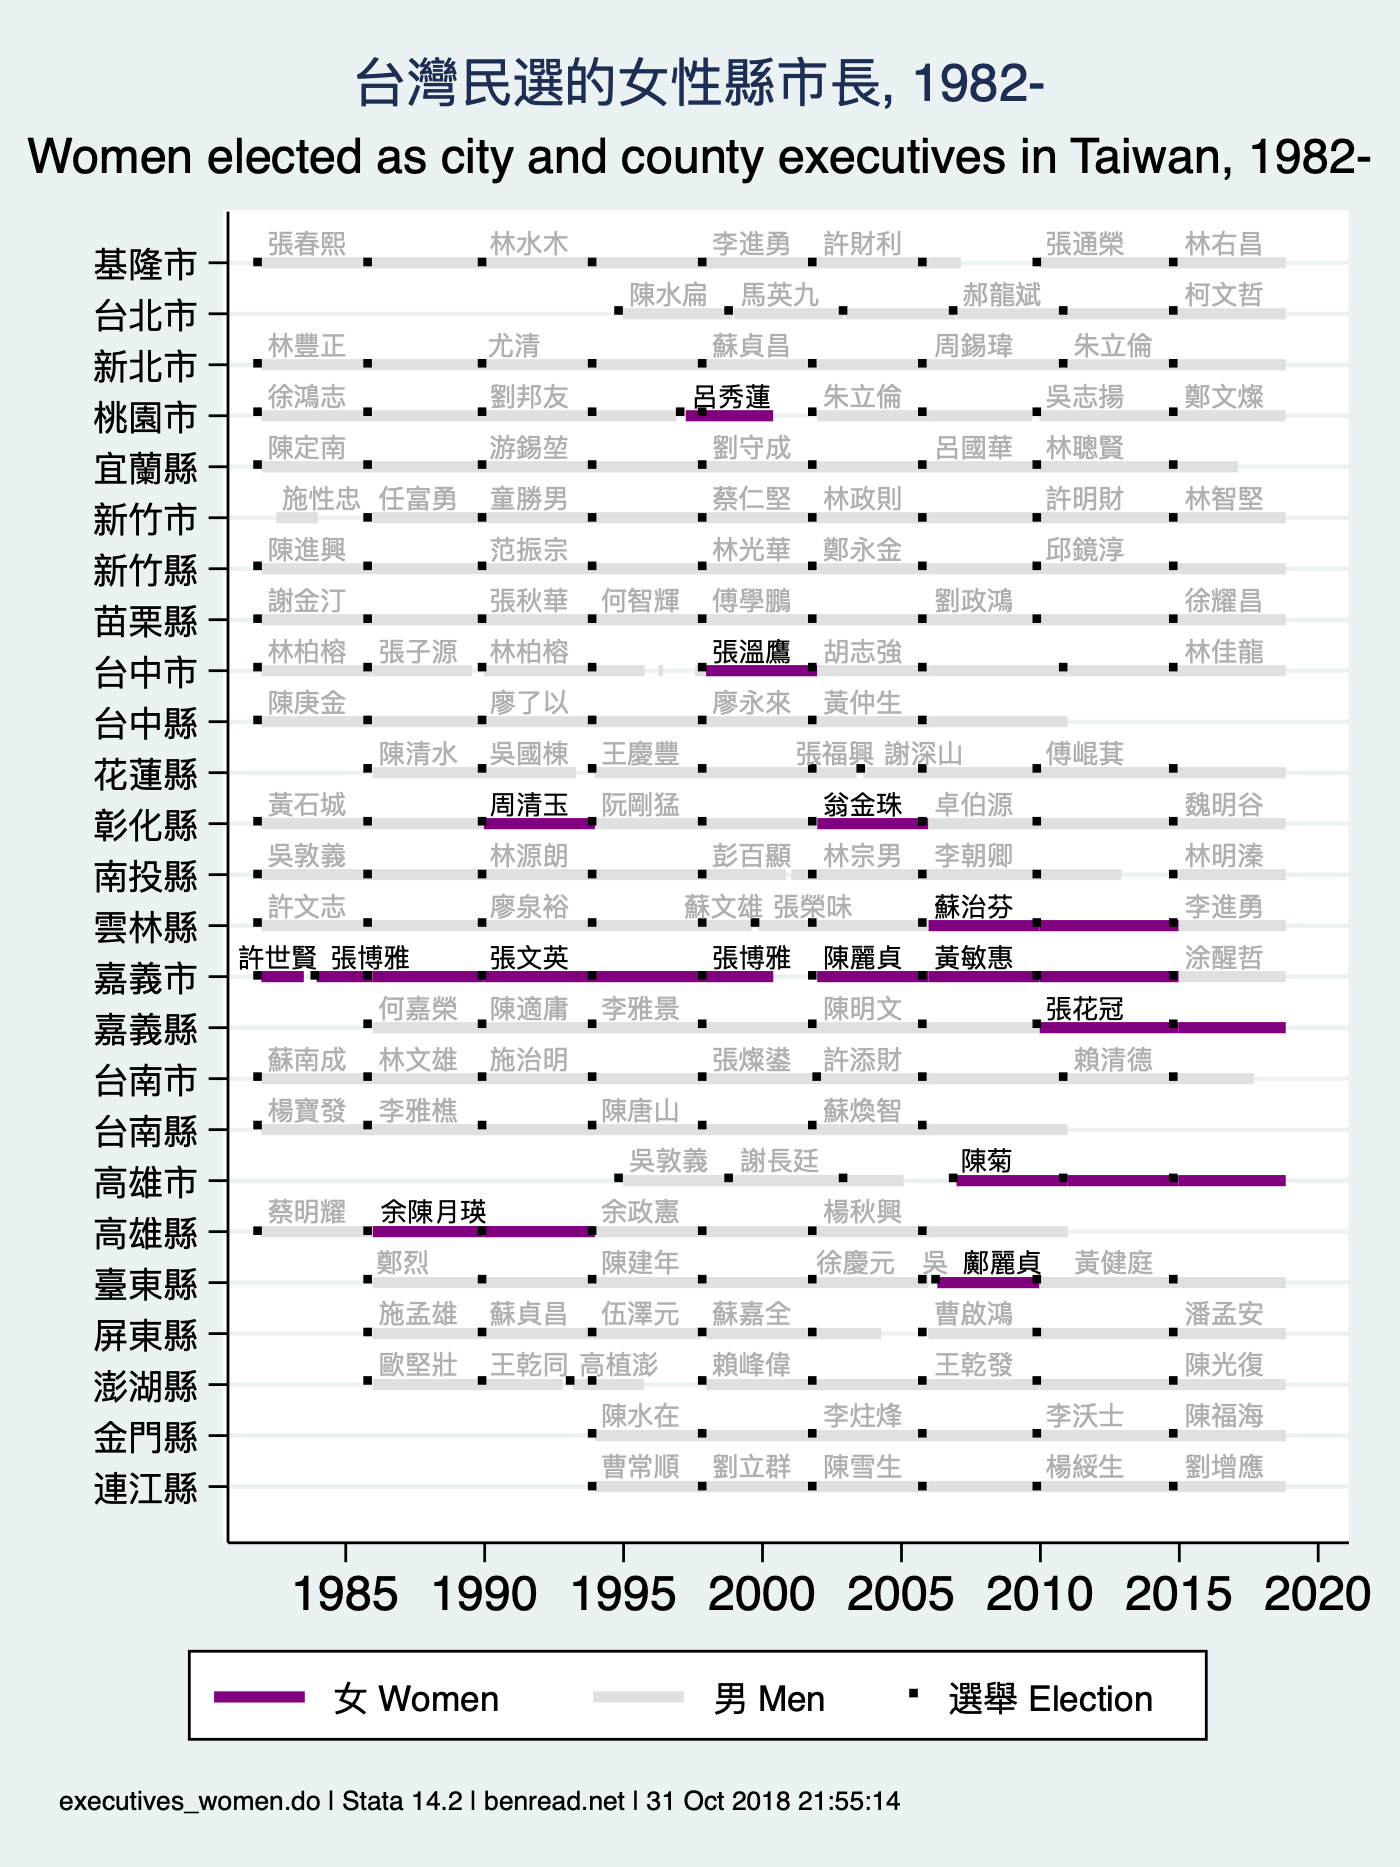 台灣民選的女性縣市長, 1982-
Women elected as city and county executives in Taiwan, 1982-
張春熙 林水木 李進勇 許財利 張通榮 林右昌
基隆市
陳水扁 馬英九 郝龍斌 柯文哲
台北市
林豐正 尤清 蘇貞昌 周錫瑋 朱立倫
新北市
徐鴻志 劉邦友 呂秀蓮 朱立倫 吳志揚 鄭文燦
桃園市
陳定南 游錫堃 劉守成 呂國華 林聰賢
宜蘭縣
施性忠 任富勇 童勝男 蔡仁堅 林政則 許明財 林智堅
新竹市
陳進興 范振宗 林光華 鄭永金 邱鏡淳
新竹縣
謝金汀 張秋華 何智輝 傅學鵬 劉政鴻 徐耀昌
苗栗縣
林柏榕 張子源 林柏榕 張溫鷹 胡志強 林佳龍
台中市
陳庚金 廖了以 廖永來 黃仲生
台中縣
陳清水 吳國棟 王慶豐 張福興 謝深山 傅崐萁
花蓮縣
黃石城 周清玉 阮剛猛 翁金珠 卓伯源 魏明谷
彰化縣
吳敦義 林源朗 彭百顯 林宗男 李朝卿 林明溱
南投縣
許文志 廖泉裕 蘇文雄 張榮味 蘇治芬 李進勇
雲林縣
許世賢 張博雅 張文英 張博雅 陳麗貞 黃敏惠 涂醒哲
嘉義市
何嘉榮 陳適庸 李雅景 陳明文 張花冠
嘉義縣
蘇南成 林文雄 施治明 張燦鍙 許添財 賴清德
台南市
楊寶發 李雅樵 陳唐山 蘇煥智
台南縣
吳敦義 謝長廷 陳菊
高雄市
蔡明耀 余陳月瑛 余政憲 楊秋興
高雄縣
鄭烈 陳建年 徐慶元 吳 鄺麗貞 黃健庭
臺東縣
施孟雄 蘇貞昌 伍澤元 蘇嘉全 曹啟鴻 潘孟安
屏東縣
歐堅壯 王乾同 高植澎 賴峰偉 王乾發 陳光復
澎湖縣
陳水在 李炷烽 李沃士 陳福海
金門縣
曹常順 劉立群 陳雪生 楊綏生 劉增應
連江縣
1985 1990 1995 2000 2005 2010 2015 2020
女 Women 男 Men 選舉 Election
executives_women.do | Stata 14.2 | benread.net | 31 Oct 2018 21:55:14